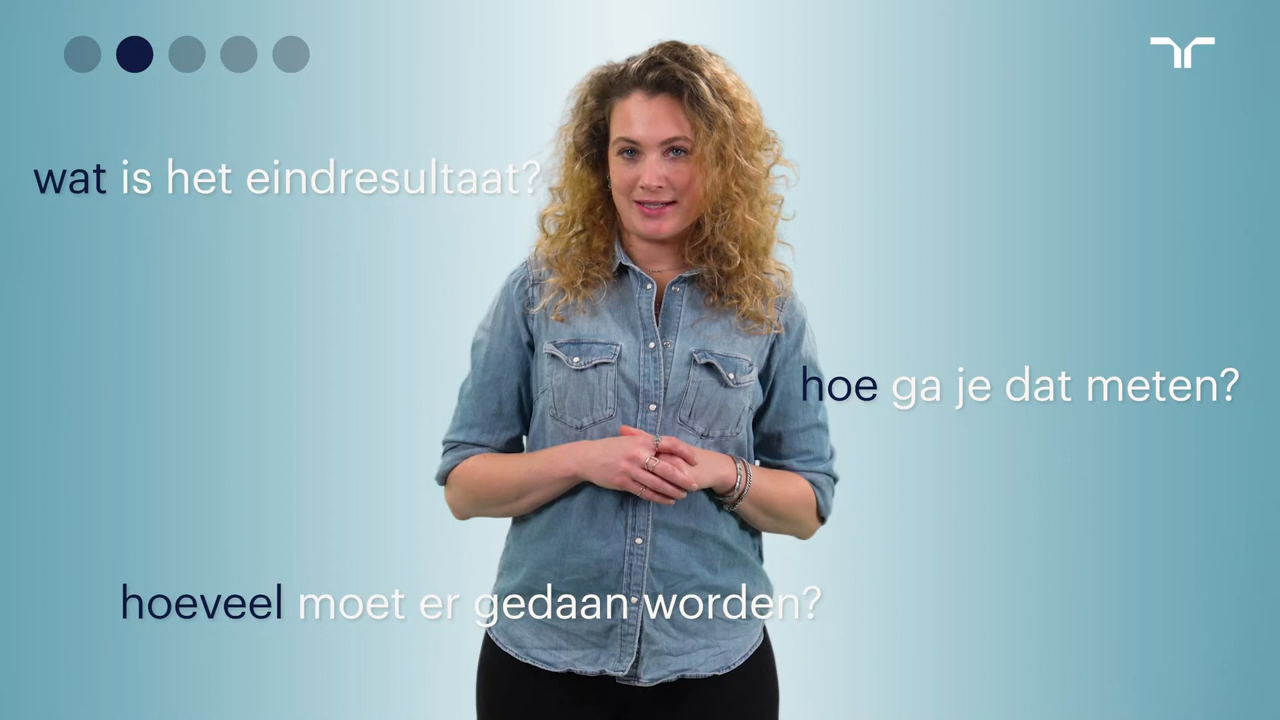 wat is het eindresultaat?
hoe ga je dat meten?
hoeveel moet er gedaan worden?